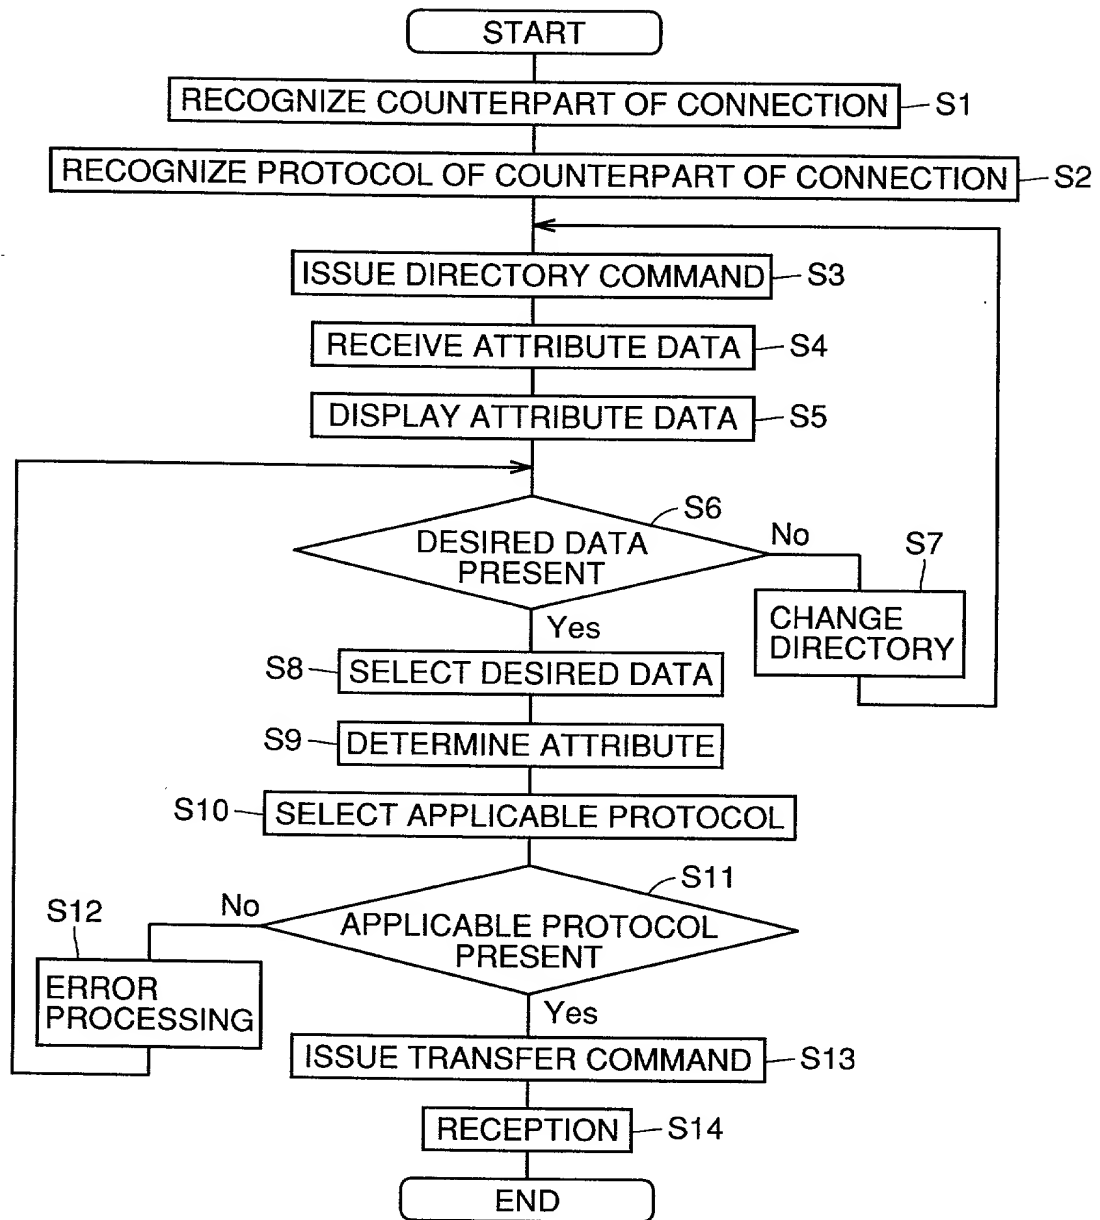 START
RECOGNIZE COUNTERPART OF CONNECTION S1
RECOGNIZE PROTOCOL OF COUNTERPART OF CONNECTION S2
ISSUE DIRECTORY COMMAND S3
RECEIVE ATTRIBUTE DATA S4
DISPLAY ATTRIBUTE DATA S5
S6
DESIRED DATA
PRESENT
No
S7
CHANGE
DIRECTORY
Yes
S8 SELECT DESIRED DATA
S9 DETERMINE ATTRIBUTE
S10 SELECT APPLICABLE PROTOCOL
S11
APPLICABLE PROTOCOL
PRESENT
No
S12
ERROR
PROCESSING
Yes
ISSUE TRANSFER COMMAND S13
RECEPTION S14
END